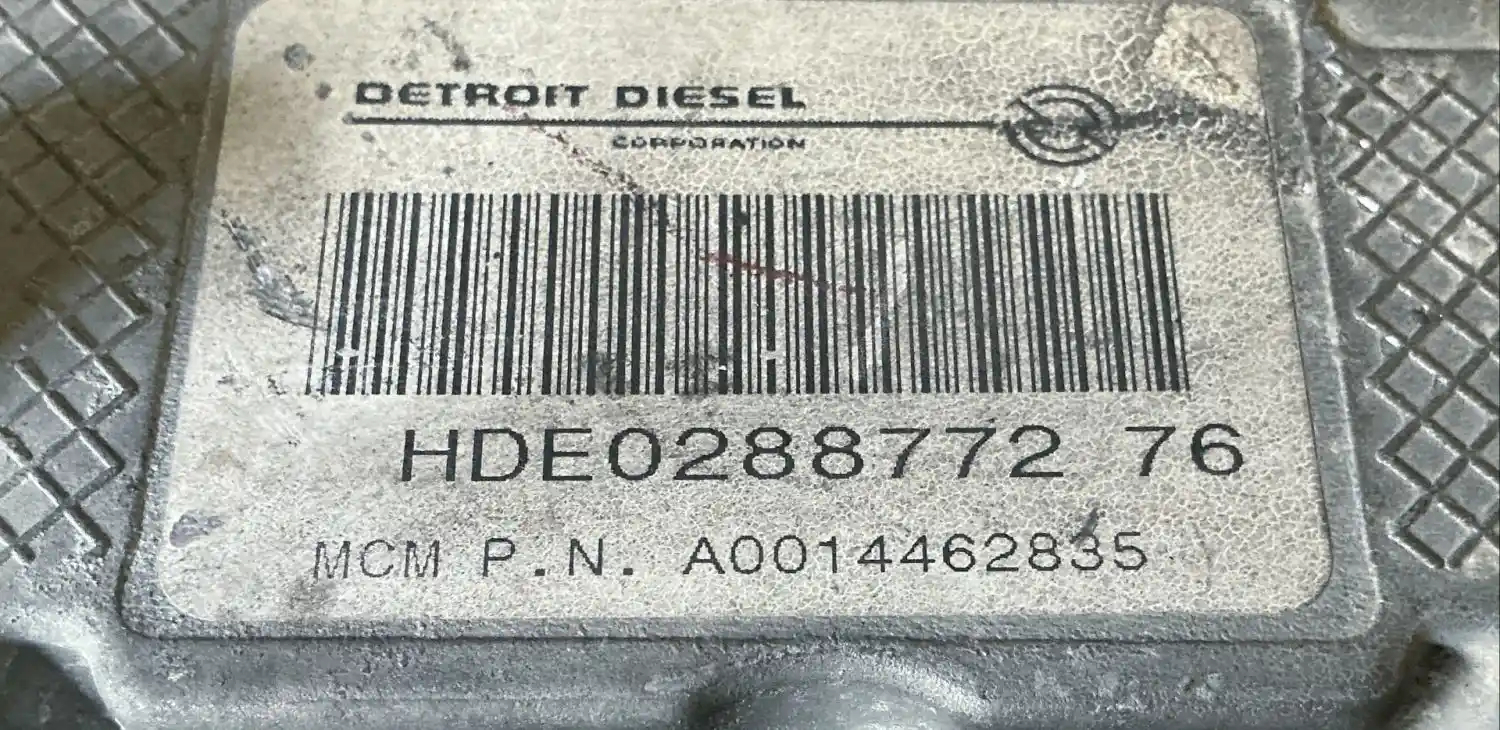 DETROIT DIESEL
CORPORATION
HDE0288772 76
MCM P.N. A0014462835